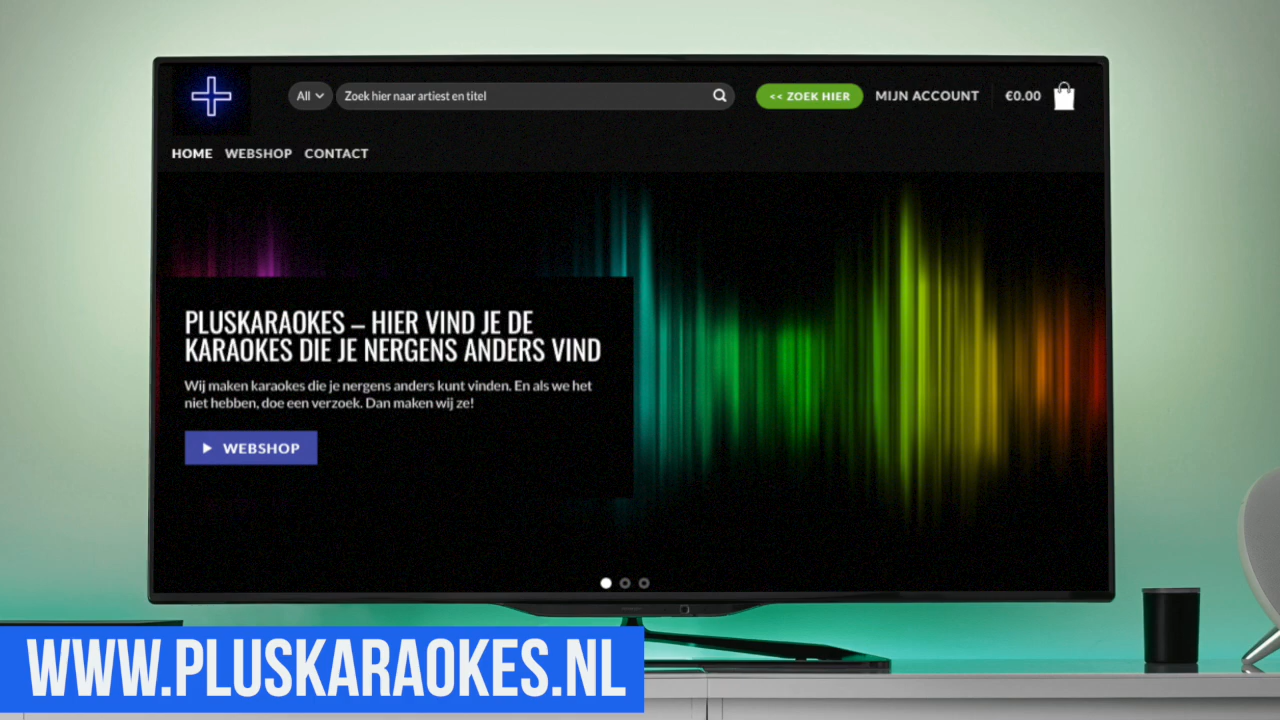 All
Zoek hier naar artiest en titel
<< ZOEK HIER
MIJN ACCOUNT
€0.00
HOME WEBSHOP CONTACT
PLUSKARAOKES – HIER VIND JE DE
KARAOKES DIE JE NERGENS ANDERS VIND
Wij maken karaokes die je nergens anders kunt vinden. En als we het
niet hebben, doe een verzoek. Dan maken wij ze!
WEBSHOP
WWW.PLUSKARAOKES.NL